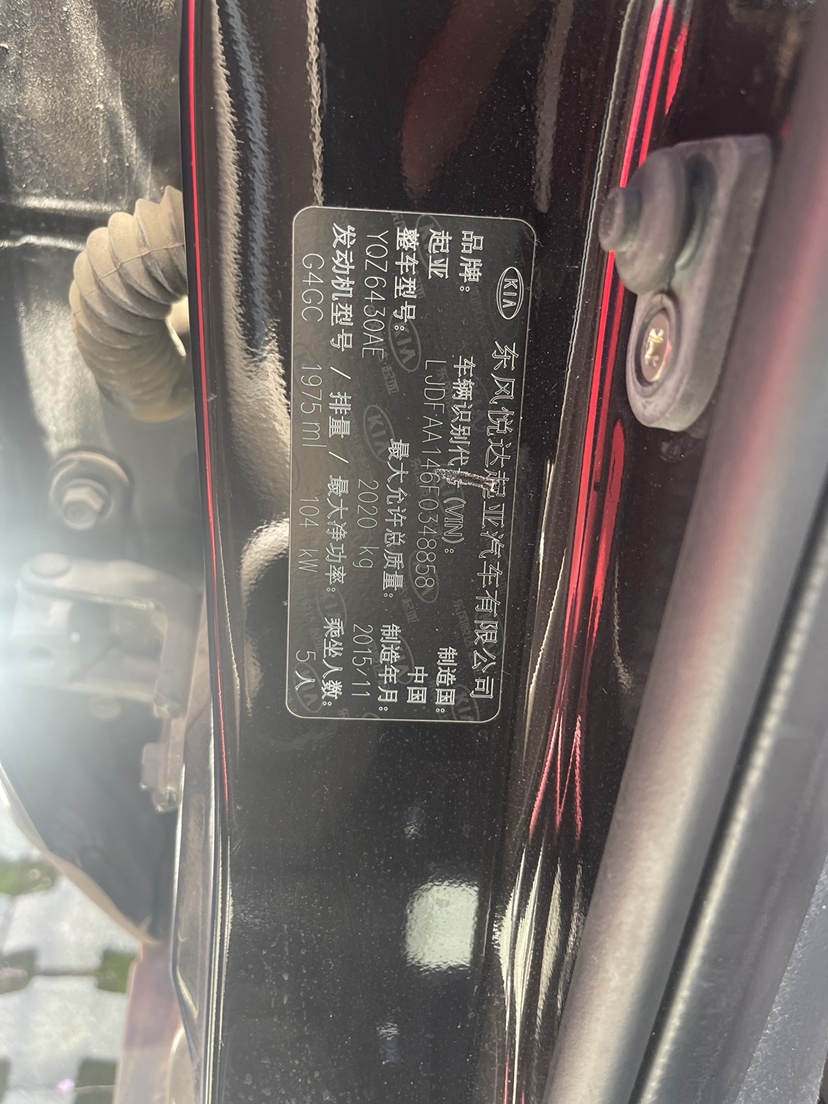 KIA 东风悦达起亚汽车有限公司
品牌: 车辆识别代号(VIN): 制造国:
起亚 LJDFAA146F0348858 中国
整车型号: 最大允许总质量: 制造年月:
YQZ6430AE 2020 kg 2015/11
发动机型号 / 排量 / 最大净功率: 乘坐人数:
G4GC 1975 ml 104 kW 5 人